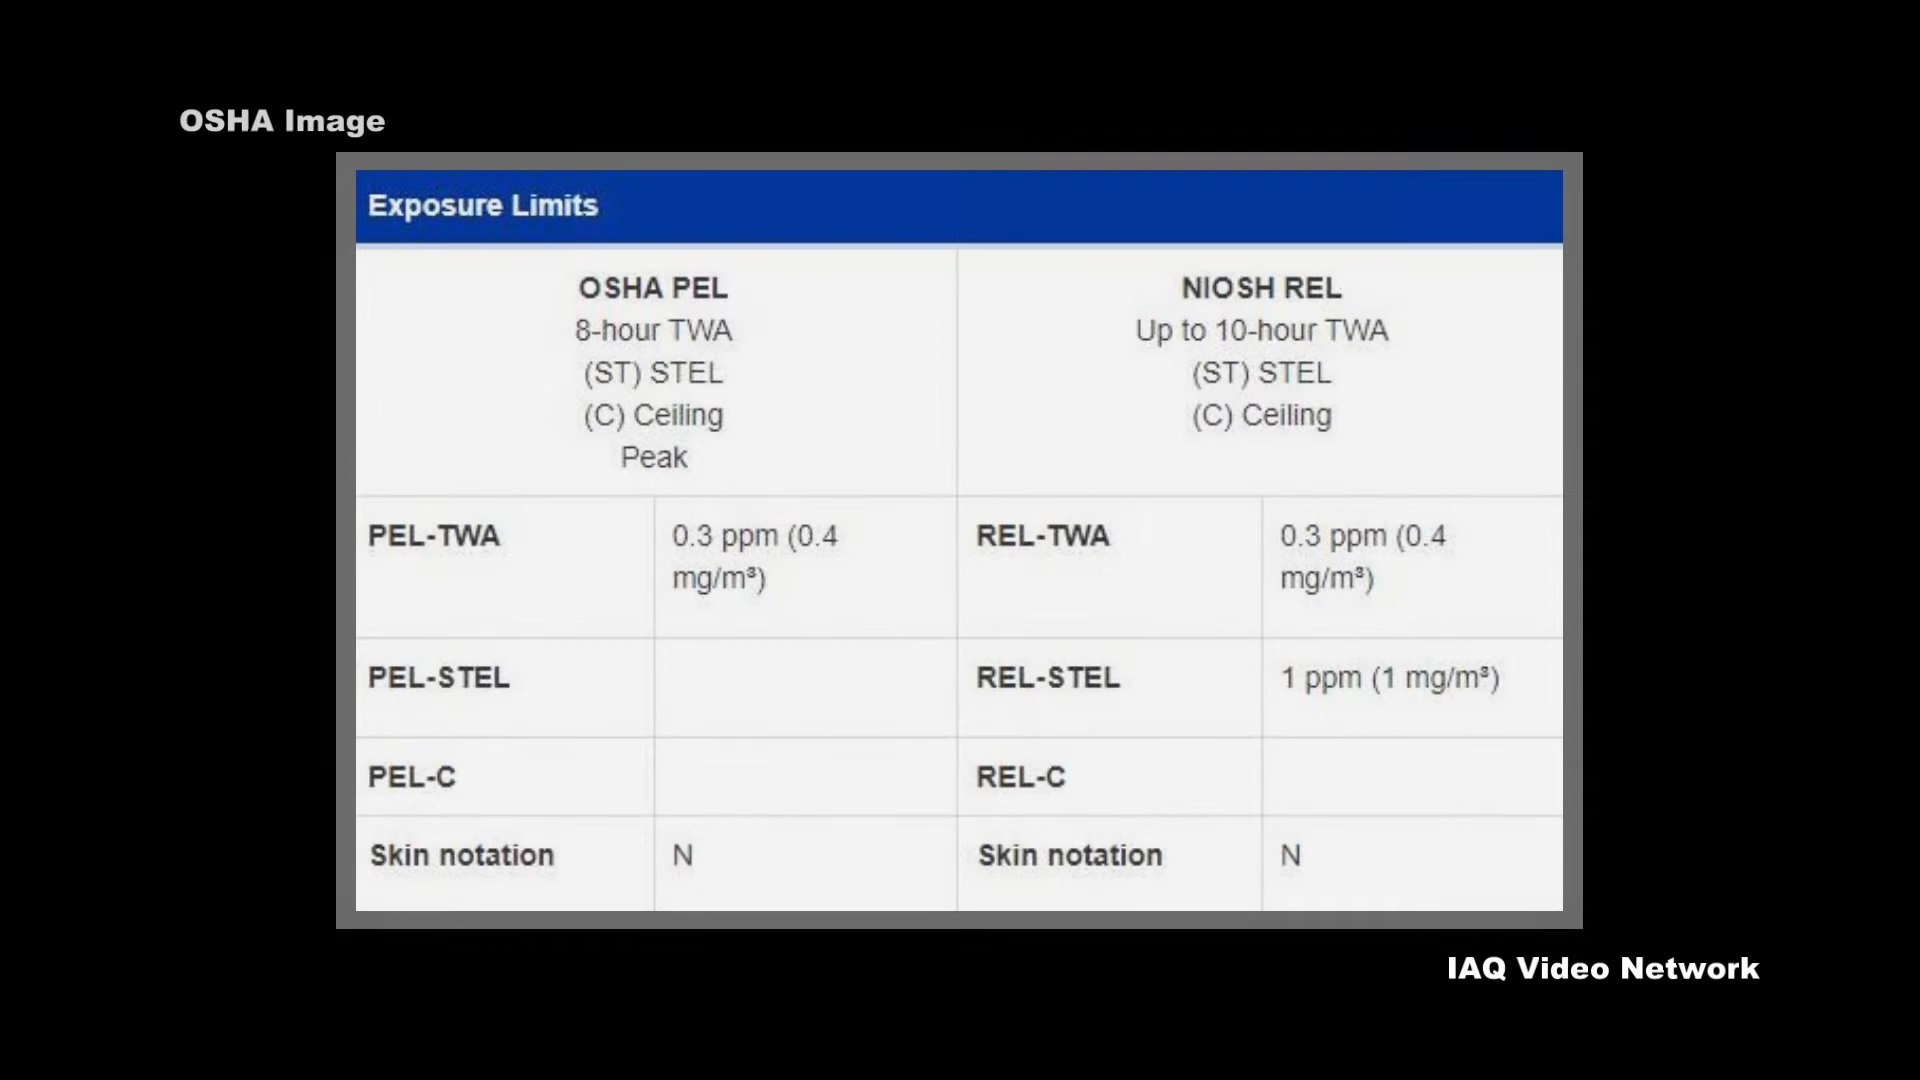 OSHA Image
Exposure Limits
OSHA PEL
8-hour TWA
(ST) STEL
(C) Ceiling
Peak
NIOSH REL
Up to 10-hour TWA
(ST) STEL
(C) Ceiling
PEL-TWA
0.3 ppm (0.4
mg/m³)
REL-TWA
0.3 ppm (0.4
mg/m³)
PEL-STEL
REL-STEL
1 ppm (1 mg/m³)
PEL-C
REL-C
Skin notation
N
Skin notation
N
IAQ Video Network